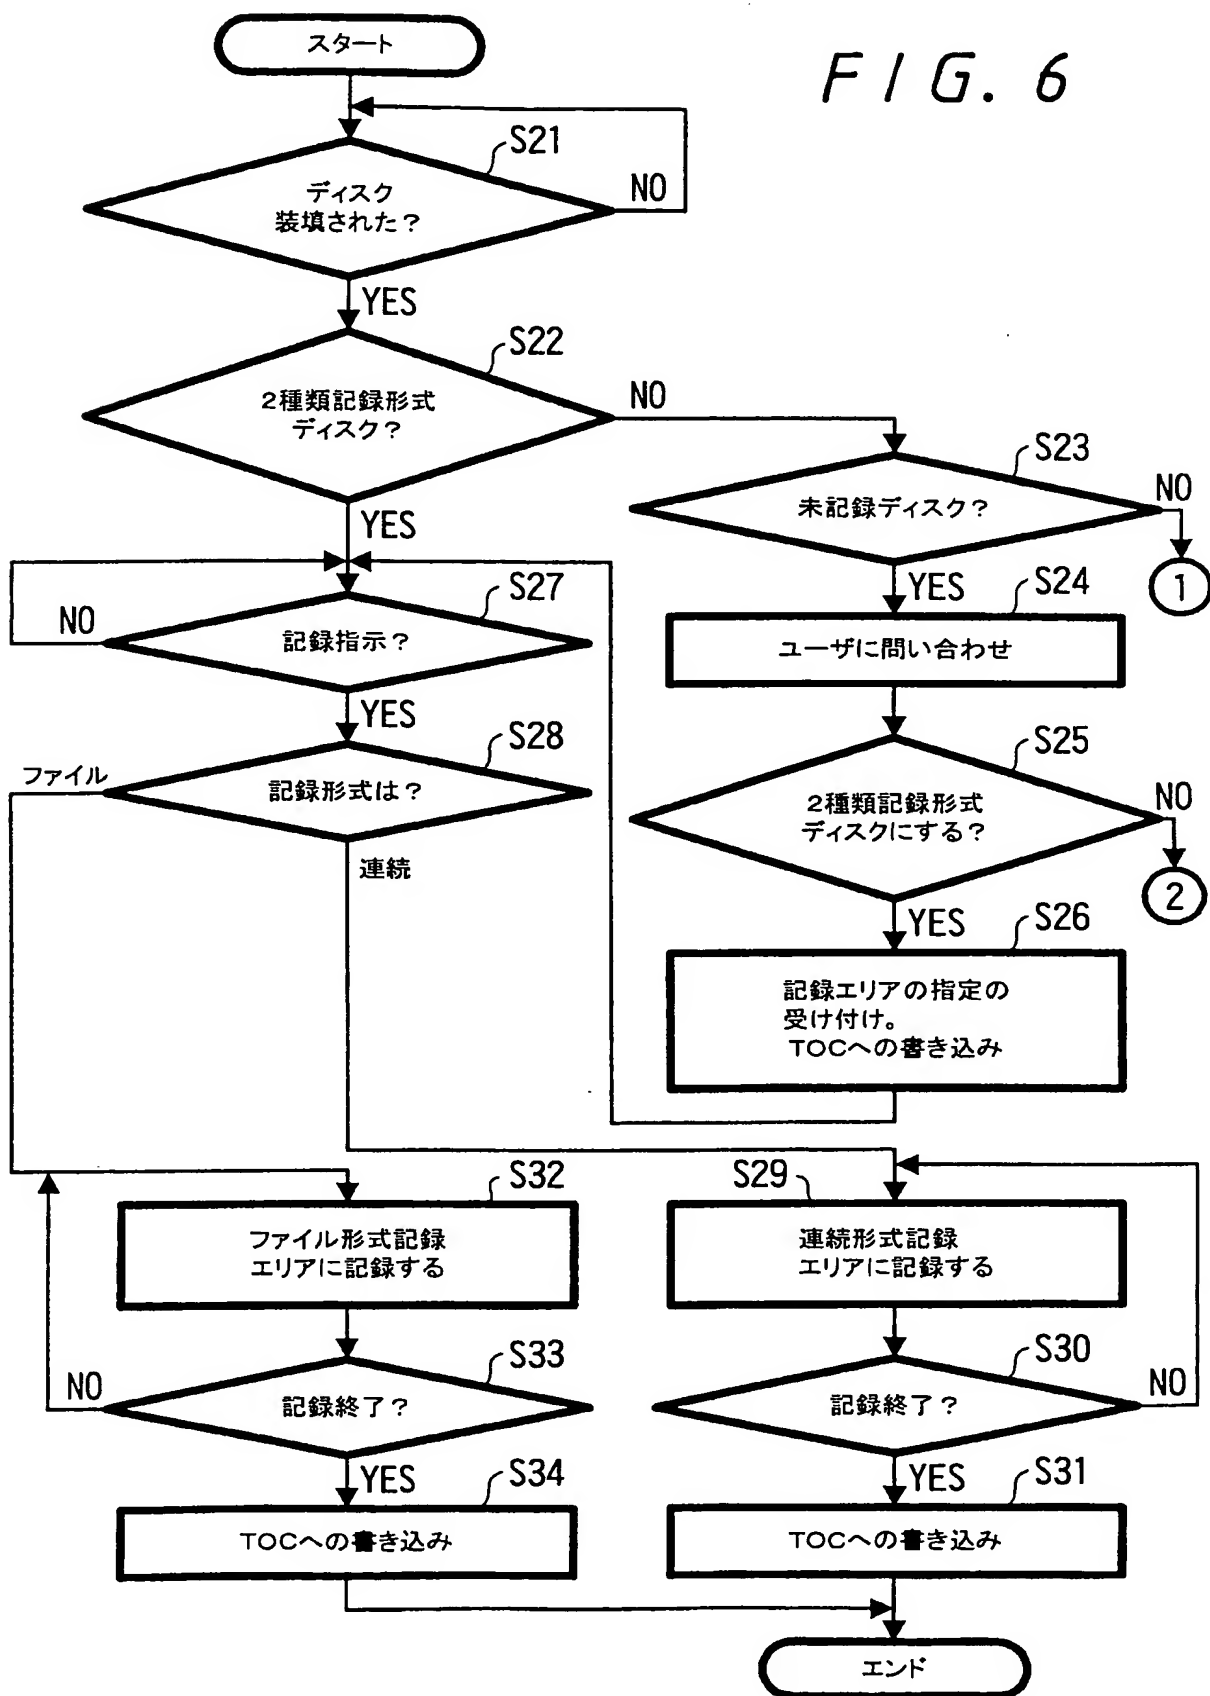 FIG. 6
スタート
S21
ディスク
装填された?
NO
YES
S22
2種類記録形式
ディスク?
NO
YES
S23
未記録ディスク?
NO
1
YES
S24
ユーザに問い合わせ
S25
2種類記録形式
ディスクにする?
NO
2
YES
S26
記録エリアの指定の
受け付け。
TOCへの書き込み
S27
記録指示?
NO
YES
S28
記録形式は?
ファイル
連続
S29
連続形式記録
エリアに記録する
S30
記録終了?
NO
YES
S31
TOCへの書き込み
S32
ファイル形式記録
エリアに記録する
S33
記録終了?
NO
YES
S34
TOCへの書き込み
エンド